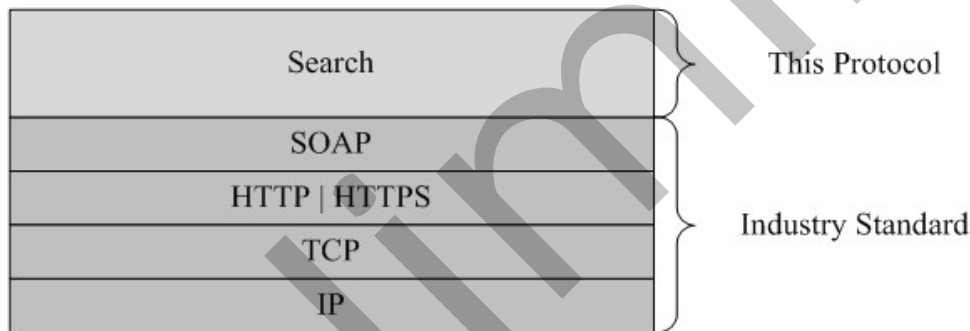 Search
This Protocol
SOAP
HTTP | HTTPS
Industry Standard
TCP
IP